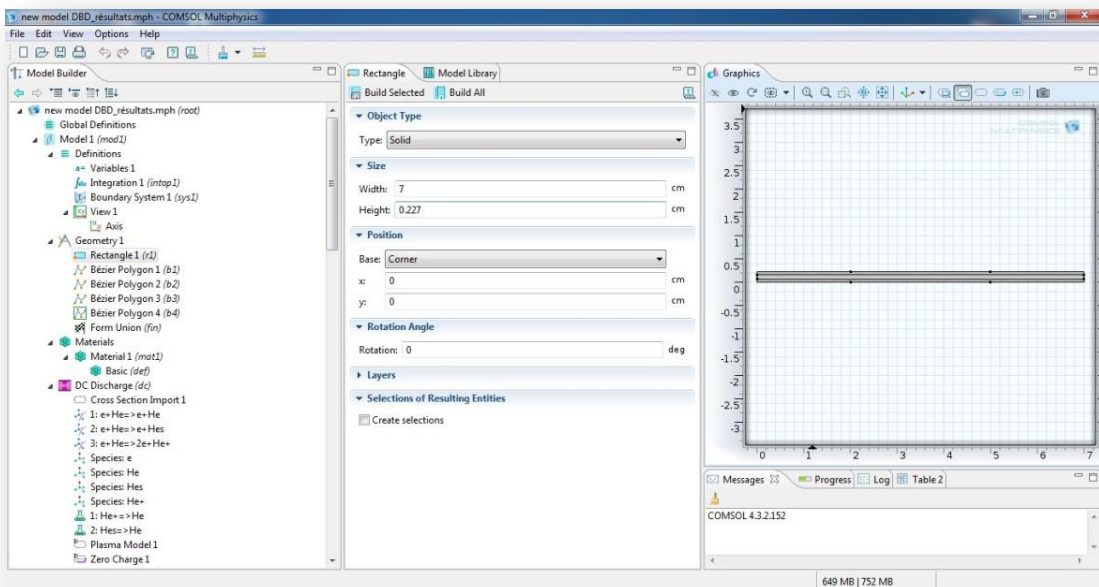 new model DBD_résultats.mph - COMSOL Multiphysics
File Edit View Options Help
Model Builder
new model DBD_résultats.mph (root)
Global Definitions
Model 1 (mod1)
Definitions
a= Variables 1
Integration 1 (intop1)
Boundary System 1 (sys1)
View 1
Axis
Geometry 1
Rectangle 1 (r1)
Bézier Polygon 1 (b1)
Bézier Polygon 2 (b2)
Bézier Polygon 3 (b3)
Bézier Polygon 4 (b4)
Form Union (fin)
Materials
Material 1 (mat1)
Basic (def)
DC Discharge (dc)
Cross Section Import 1
1: e+He=>e+He
2: e+He=>e+Hes
3: e+He=>2e+He+
Species: e
Species: He
Species: Hes
Species: He+
1: He+=>He
2: Hes=>He
Plasma Model 1
Zero Charge 1
Rectangle Model Library
Build Selected Build All
Object Type
Type: Solid
Size
Width: 7 cm
Height: 0.227 cm
Position
Base: Corner
x: 0 cm
y: 0 cm
Rotation Angle
Rotation: 0 deg
Layers
Selections of Resulting Entities
Create selections
Graphics
COMSOL
MULTIPHYSICS
3.5
3
2.5
2
1.5
1
0.5
0
-0.5
-1
-1.5
-2
-2.5
-3
0 1 2 3 4 5 6 7
Messages Progress Log Table 2
COMSOL 4.3.2.152
649 MB | 752 MB